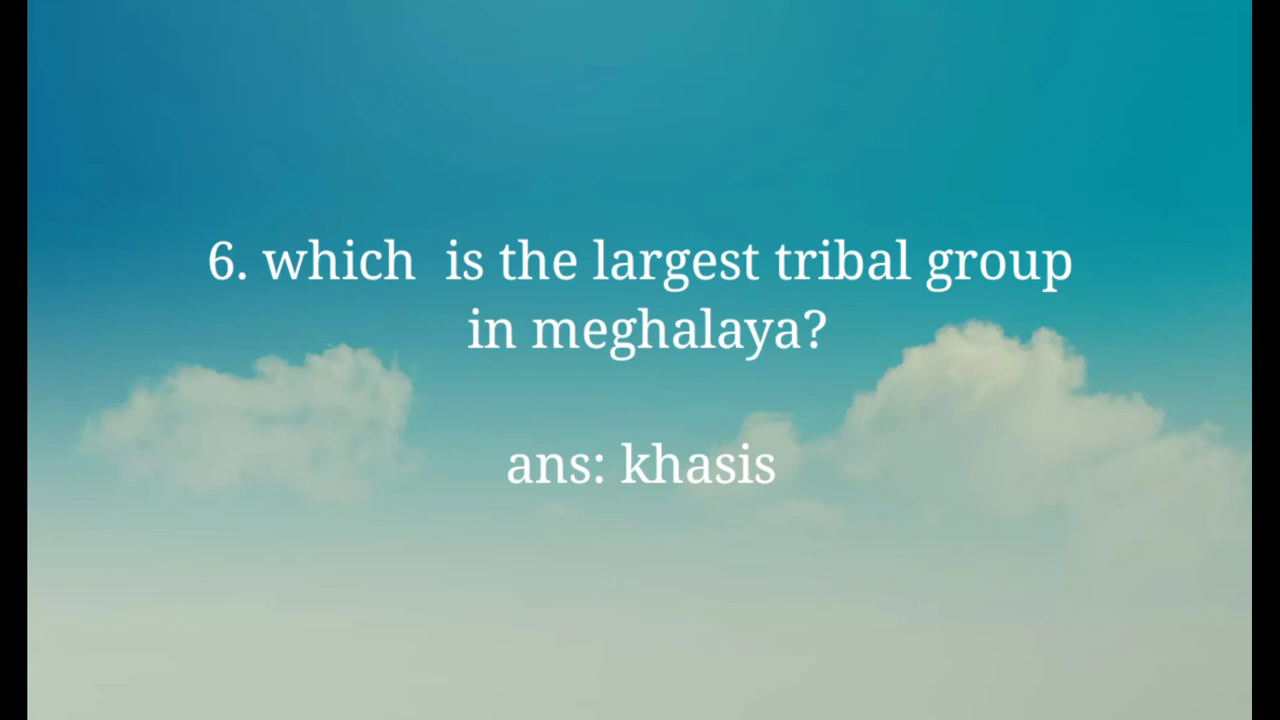 6. which  is the largest tribal group
in meghalaya?
ans: khasis